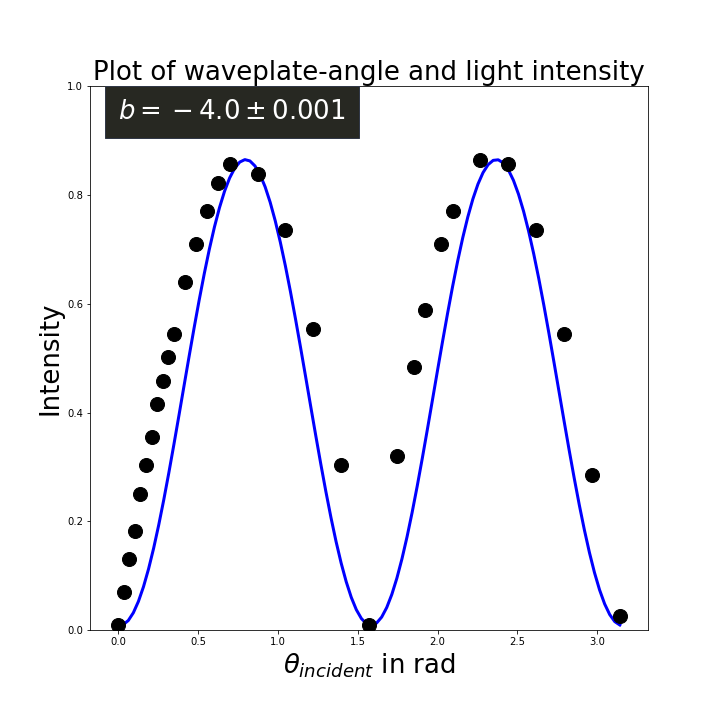 Plot of waveplate-angle and light intensity
b = −4.0 ± 0.001
1.0
0.8
0.6
0.4
0.2
0.0
Intensity
0.0 0.5 1.0 1.5 2.0 2.5 3.0
θincident in rad